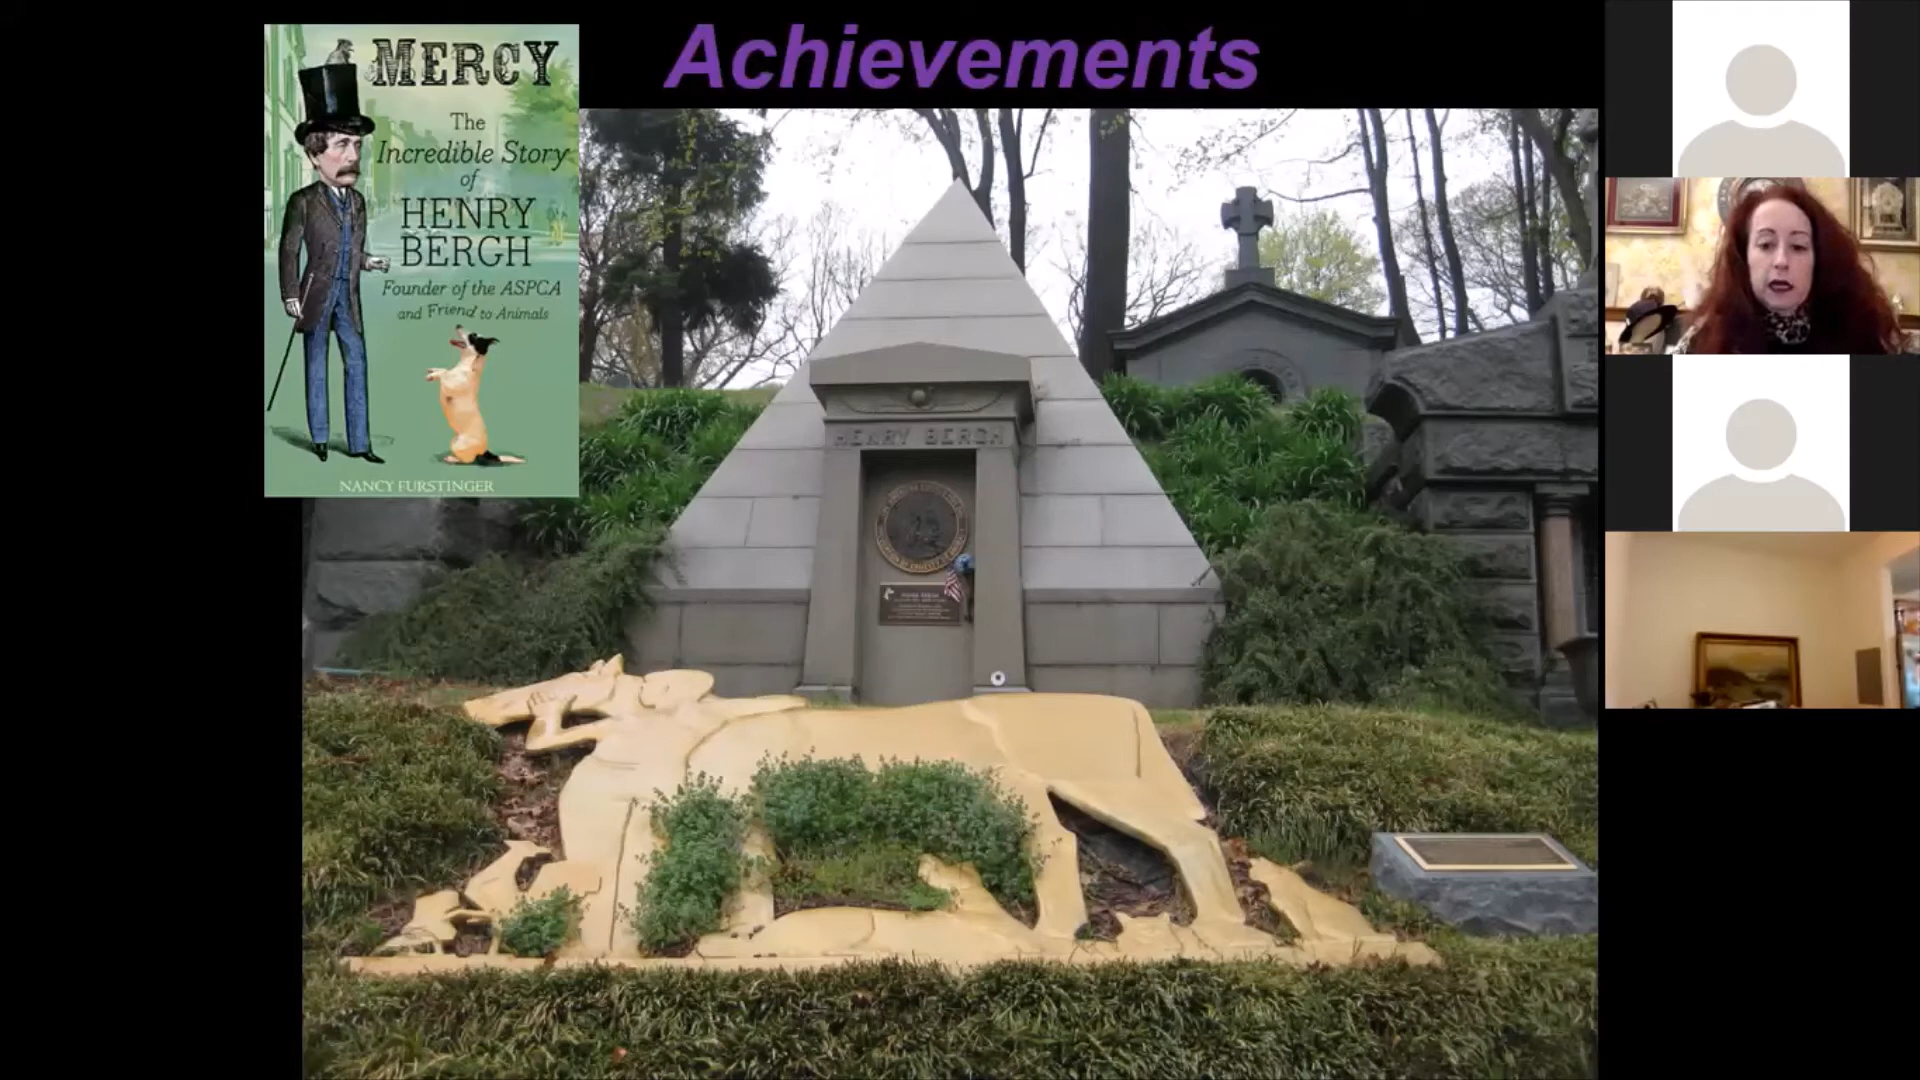 Achievements
MERCY
The
Incredible Story
of
HENRY
BERGH
Founder of the ASPCA
and Friend to Animals
NANCY FURSTINGER
HENRY BERGH